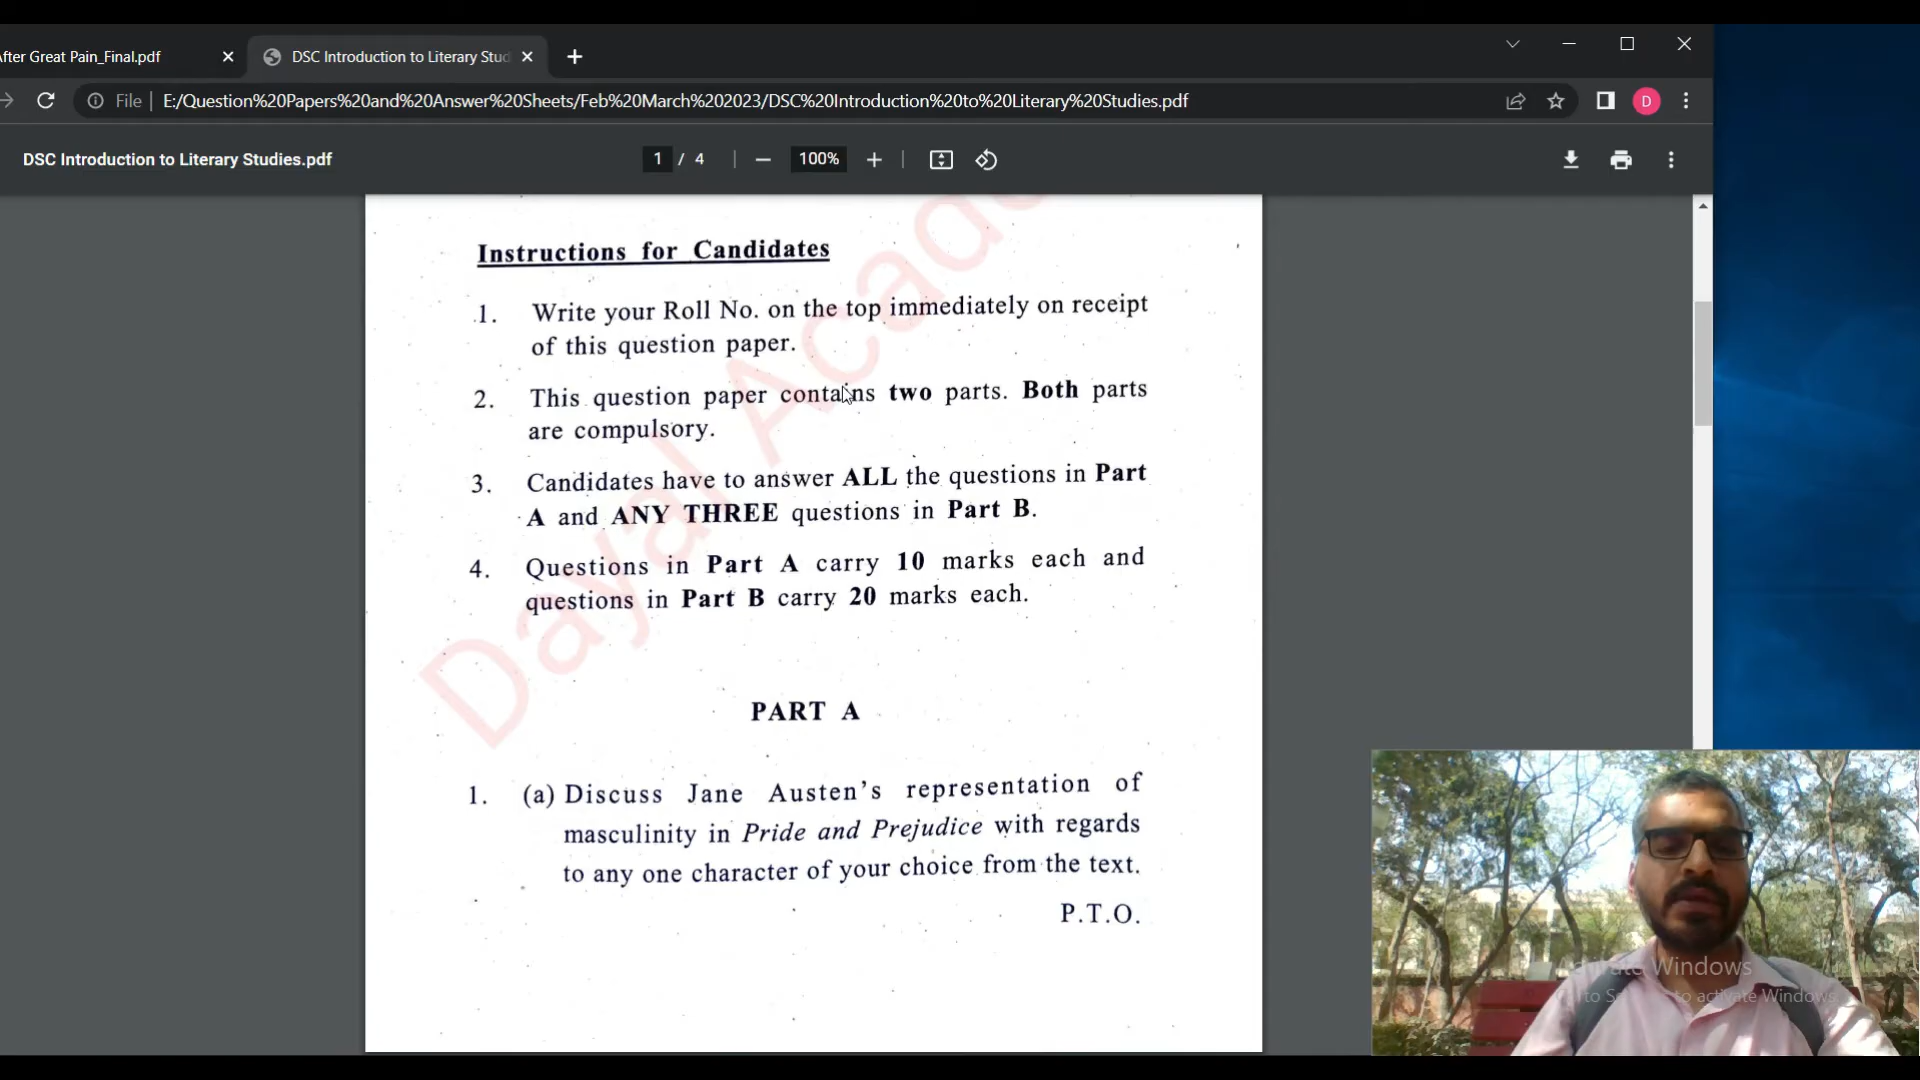 After Great Pain_Final.pdf
DSC Introduction to Literary Stud
File
E:/Question%20Papers%20and%20Answer%20Sheets/Feb%20March%202023/DSC%20Introduction%20to%20Literary%20Studies.pdf
D
DSC Introduction to Literary Studies.pdf
1 / 4
100%
Dayal Acad
Instructions for Candidates
1. Write your Roll No. on the top immediately on receipt
of this question paper.
2. This question paper contains two parts. Both parts
are compulsory.
3. Candidates have to answer ALL the questions in Part
A and ANY THREE questions in Part B.
4. Questions in Part A carry 10 marks each and
questions in Part B carry 20 marks each.
PART A
1. (a) Discuss Jane Austen's representation of
masculinity in Pride and Prejudice with regards
to any one character of your choice from the text.
P.T.O.
Windows
to activate Windows.